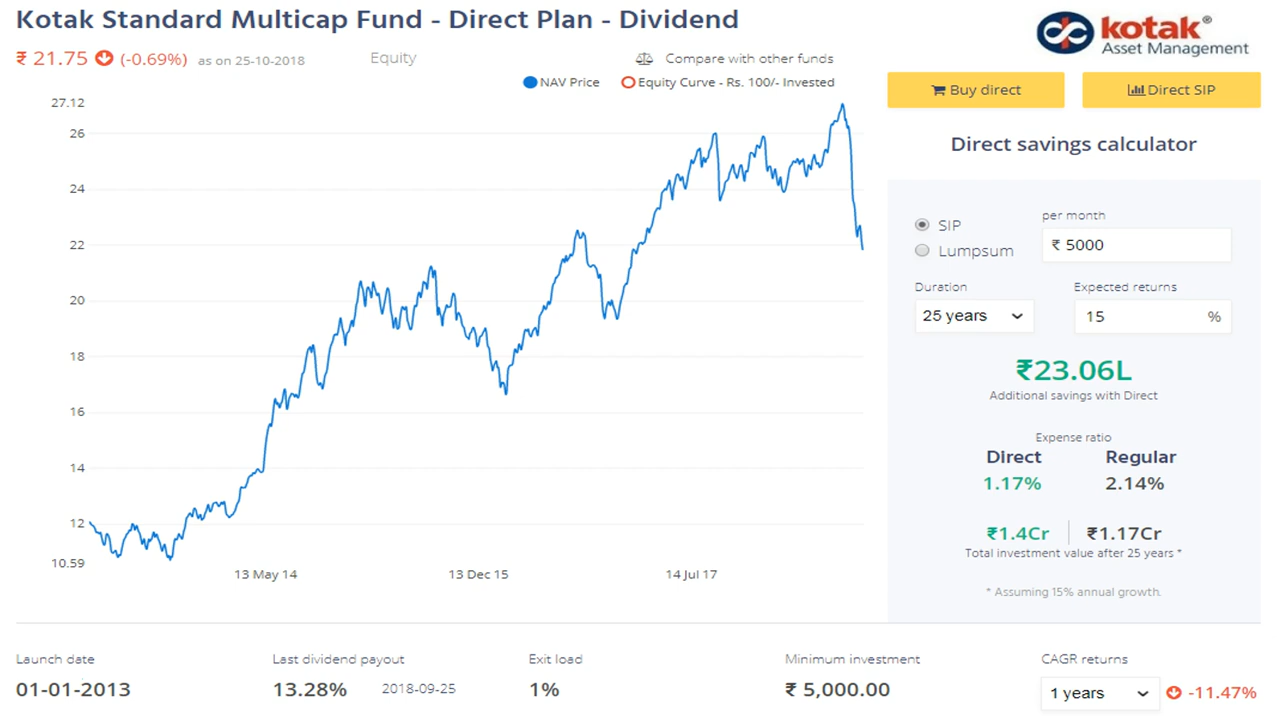 Kotak Standard Multicap Fund - Direct Plan - Dividend
kotak®
Asset Management
₹ 21.75 (-0.69%) as on 25-10-2018
Equity
Compare with other funds
NAV Price
Equity Curve - Rs. 100/- Invested
27.12
26
24
22
20
18
16
14
12
10.59
13 May 14
13 Dec 15
14 Jul 17
Buy direct
Direct SIP
Direct savings calculator
SIP
Lumpsum
per month
₹ 5000
Duration
25 years
Expected returns
15 %
₹23.06L
Additional savings with Direct
Expense ratio
Direct Regular
1.17% 2.14%
₹1.4Cr ₹1.17Cr
Total investment value after 25 years *
* Assuming 15% annual growth.
Launch date
01-01-2013
Last dividend payout
13.28% 2018-09-25
Exit load
1%
Minimum investment
₹ 5,000.00
CAGR returns
1 years -11.47%